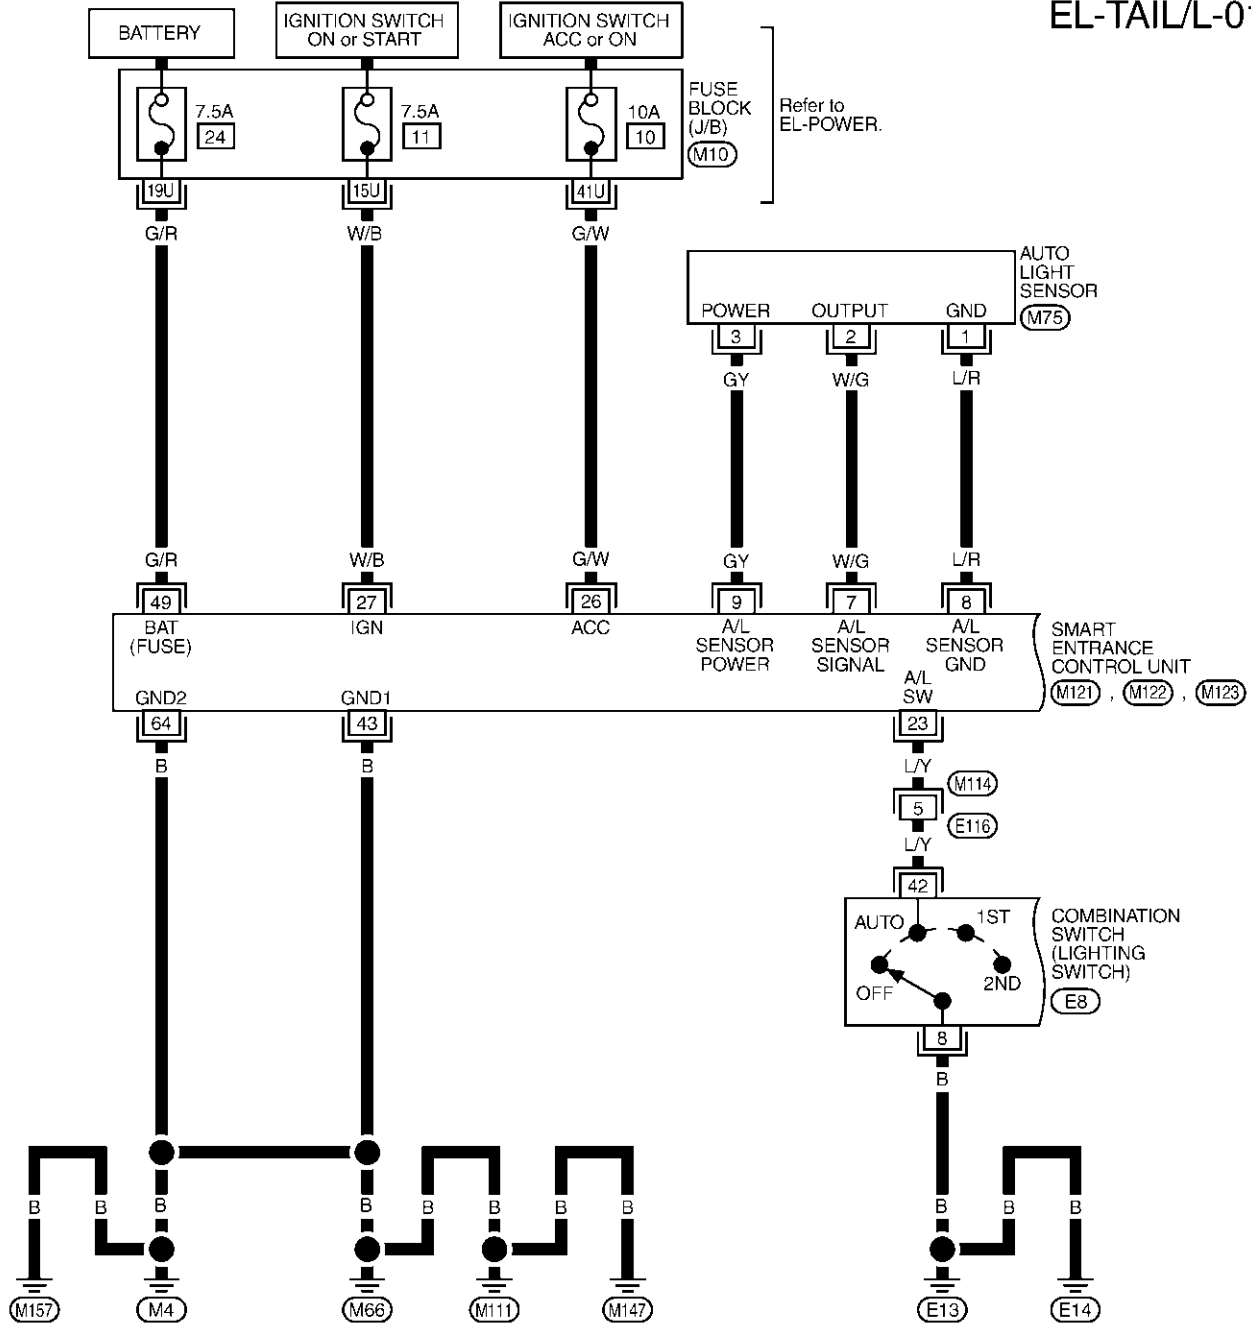 EL-TAIL/L-01
BATTERY
IGNITION SWITCH
ON or START
IGNITION SWITCH
ACC or ON
7.5A
24
7.5A
11
10A
10
FUSE
BLOCK
(J/B)
M10
Refer to
EL-POWER.
19U
15U
41U
G/R
W/B
G/W
AUTO
LIGHT
SENSOR
M75
POWER
OUTPUT
GND
3
2
1
GY
W/G
L/R
G/R
W/B
G/W
GY
W/G
L/R
49
27
26
9
7
8
BAT
(FUSE)
IGN
ACC
A/L
SENSOR
POWER
A/L
SENSOR
SIGNAL
A/L
SENSOR
GND
SMART
ENTRANCE
CONTROL UNIT
M121 , M122 , M123
GND2
GND1
A/L
SW
64
43
23
B
B
L/Y
M114
5
E116
L/Y
42
AUTO
1ST
OFF
2ND
COMBINATION
SWITCH
(LIGHTING
SWITCH)
E8
8
B
B
B
B
B
B
B
B
B
B
B
B
M157
M4
M66
M111
M147
E13
E14